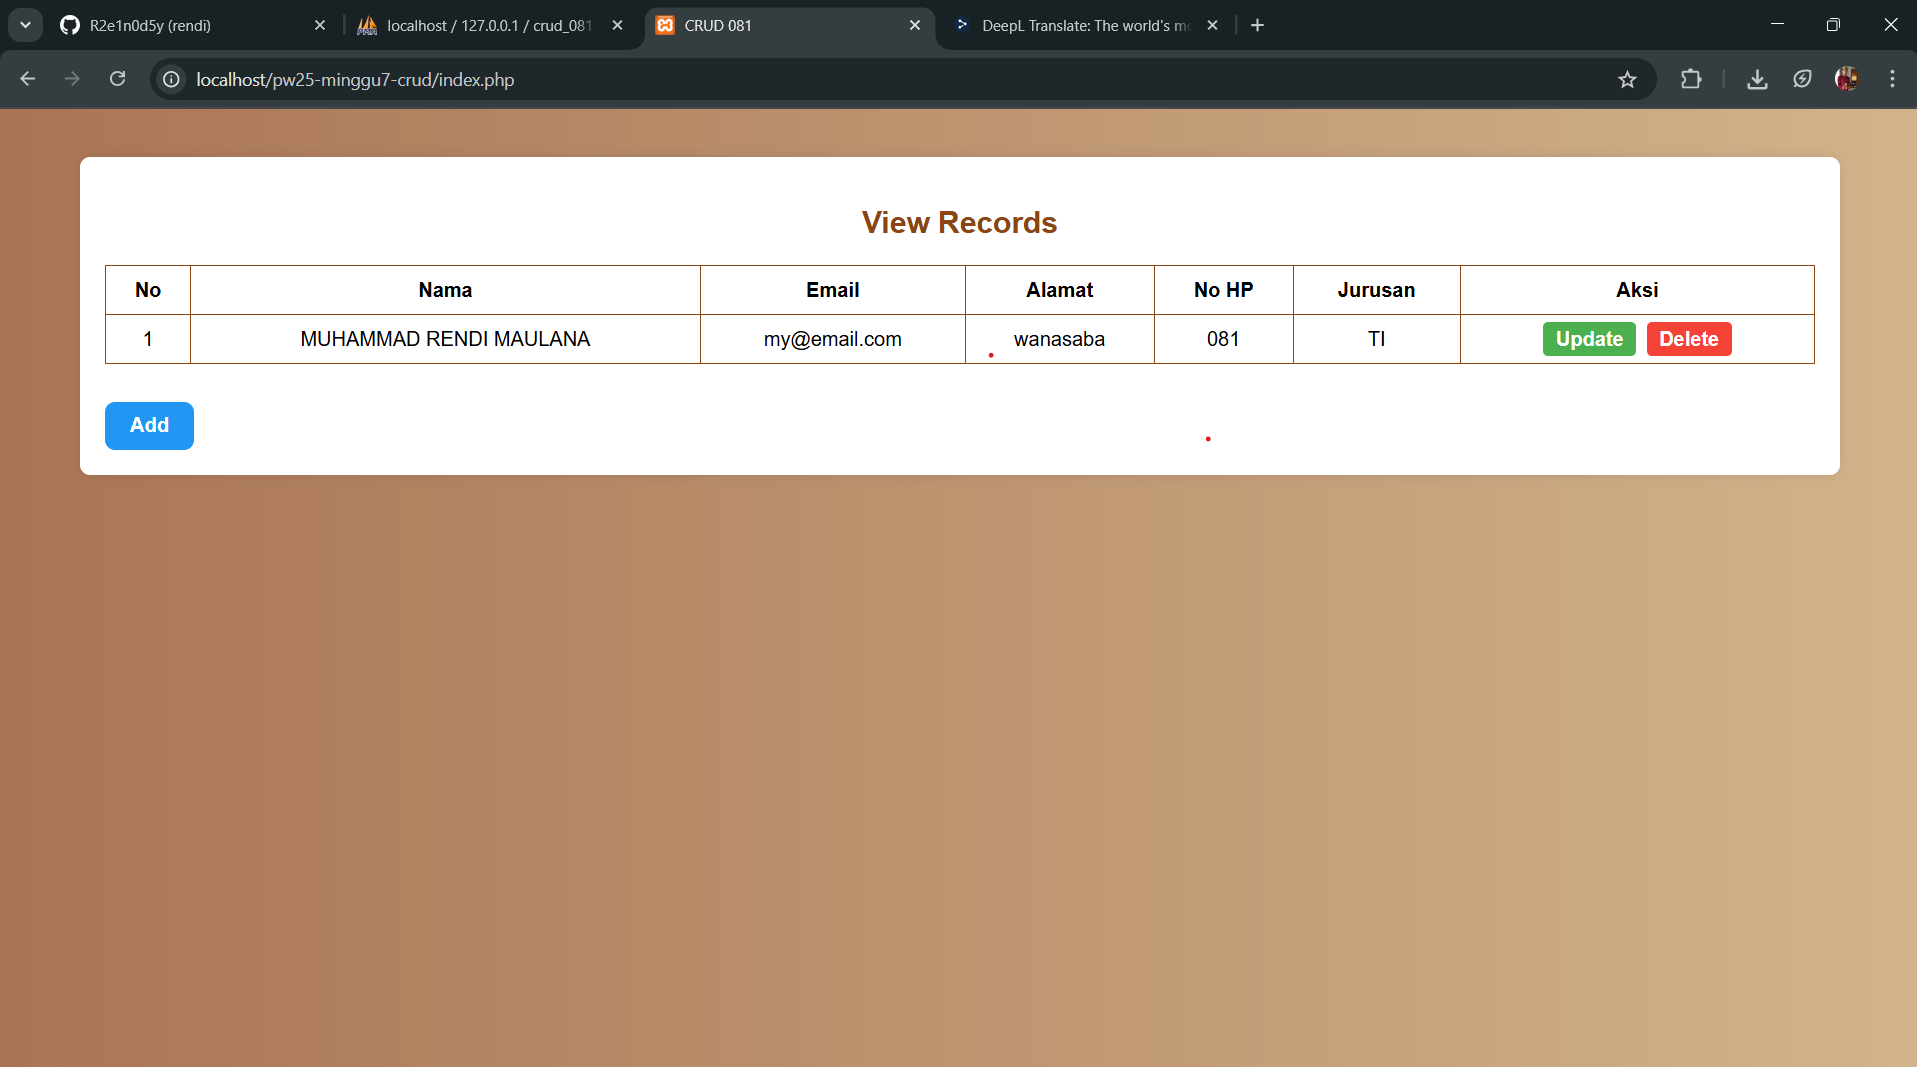 R2e1n0d5y (rendi)
localhost / 127.0.0.1 / crud_081
CRUD 081
DeepL Translate: The world's
localhost/pw25-minggu7-crud/index.php
View Records
No Nama Email Alamat No HP Jurusan Aksi
1 MUHAMMAD RENDI MAULANA my@email.com wanasaba 081 TI Update Delete
Add